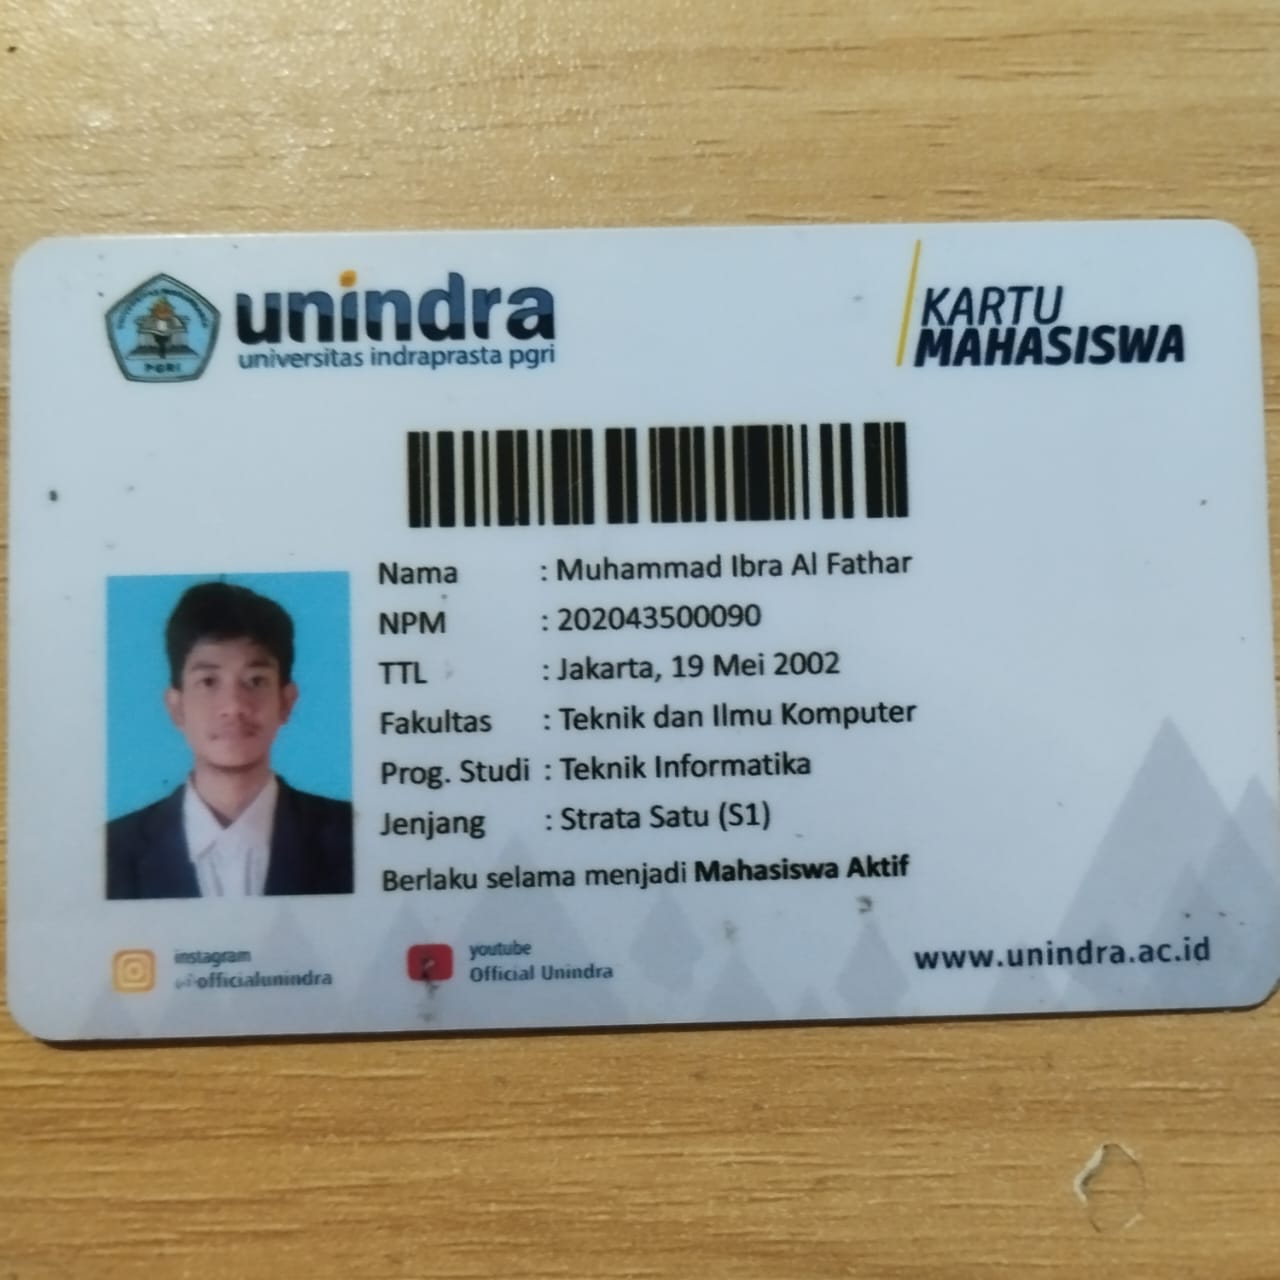 unindra
universitas indraprasta pgri
PGRI
KARTU
MAHASISWA
Nama : Muhammad Ibra Al Fathar
NPM : 202043500090
TTL : Jakarta, 19 Mei 2002
Fakultas : Teknik dan Ilmu Komputer
Prog. Studi : Teknik Informatika
Jenjang : Strata Satu (S1)
Berlaku selama menjadi Mahasiswa Aktif
instagram
@officialunindra
youtube
Official Unindra
www.unindra.ac.id